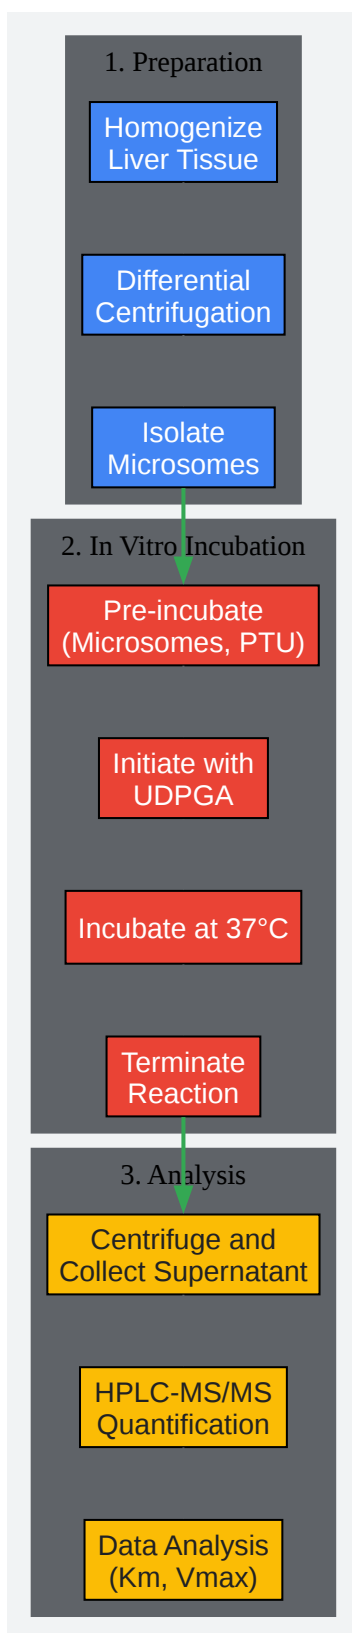 1. Preparation
Homogenize
Liver Tissue
Differential
Centrifugation
Isolate
Microsomes
2. In Vitro Incubation
Pre-incubate
(Microsomes, PTU)
Initiate with
UDPGA
Incubate at 37°C
Terminate
Reaction
3. Analysis
Centrifuge and
Collect Supernatant
HPLC-MS/MS
Quantification
Data Analysis
(Km, Vmax)